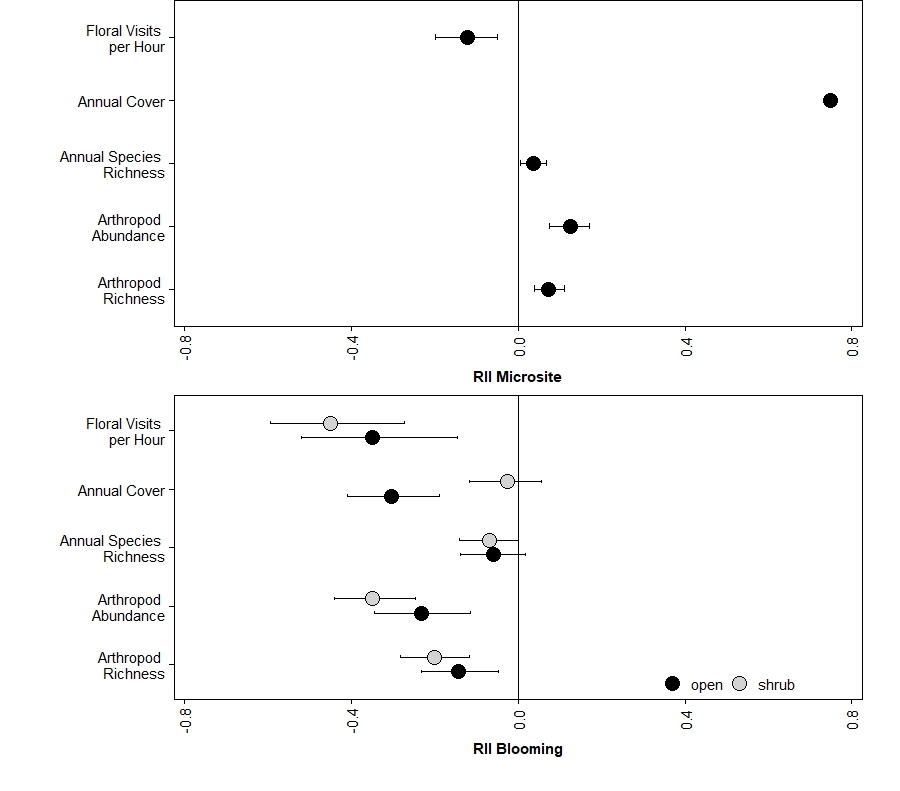 Floral Visits
per Hour
Annual Cover
Annual Species
Richness
Arthropod
Abundance
Arthropod
Richness
-0.8
-0.4
0.0
0.4
0.8
RII Microsite
Floral Visits
per Hour
Annual Cover
Annual Species
Richness
Arthropod
Abundance
Arthropod
Richness
open shrub
-0.8
-0.4
0.0
0.4
0.8
RII Blooming